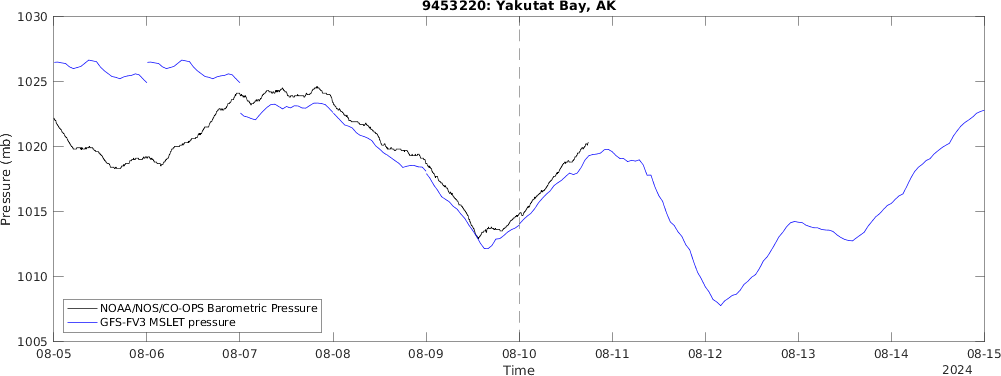 9453220: Yakutat Bay, AK
1030
1025
1020
1015
1010
1005
Pressure (mb)
NOAA/NOS/CO-OPS Barometric Pressure
GFS-FV3 MSLET pressure
08-05 08-06 08-07 08-08 08-09 08-10 08-11 08-12 08-13 08-14 08-15
Time
2024